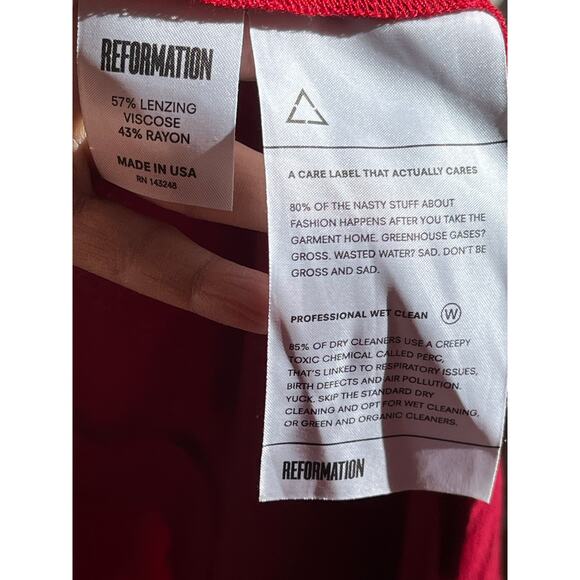 REFORMATION
57% LENZING
VISCOSE
43% RAYON
MADE IN USA
RN 143248
A CARE LABEL THAT ACTUALLY CARES
80% OF THE NASTY STUFF ABOUT
FASHION HAPPENS AFTER YOU TAKE THE
GARMENT HOME. GREENHOUSE GASES?
GROSS. WASTED WATER? SAD. DON'T BE
GROSS AND SAD.
PROFESSIONAL WET CLEAN W
85% OF DRY CLEANERS USE A CREEPY
TOXIC CHEMICAL CALLED PERC,
THAT'S LINKED TO RESPIRATORY ISSUES,
BIRTH DEFECTS AND AIR POLLUTION.
YUCK. SKIP THE STANDARD DRY
CLEANING AND OPT FOR WET CLEANING,
OR GREEN AND ORGANIC CLEANERS.
REFORMATION